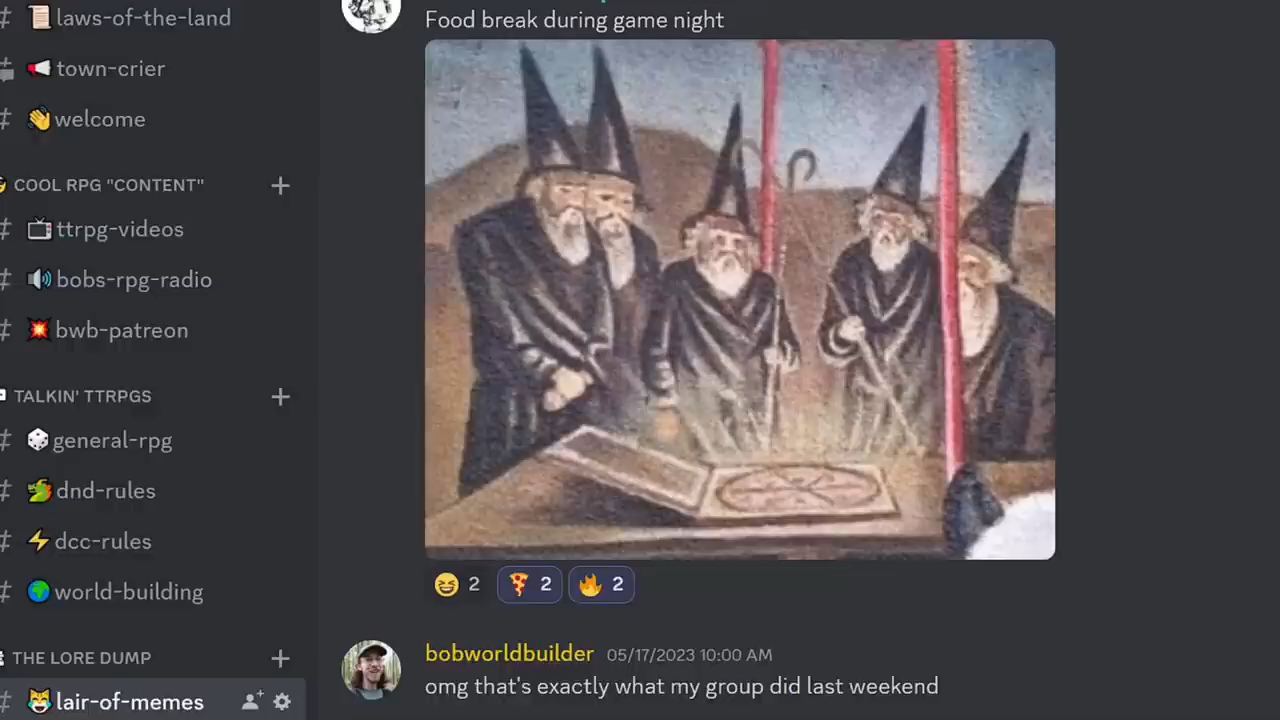 laws-of-the-land
town-crier
welcome
COOL RPG "CONTENT"
ttrpg-videos
bobs-rpg-radio
bwb-patreon
TALKIN' TTRPGS
general-rpg
dnd-rules
dcc-rules
world-building
THE LORE DUMP
lair-of-memes
Food break during game night
2 2 2
bobworldbuilder 05/17/2023 10:00 AM
omg that's exactly what my group did last weekend